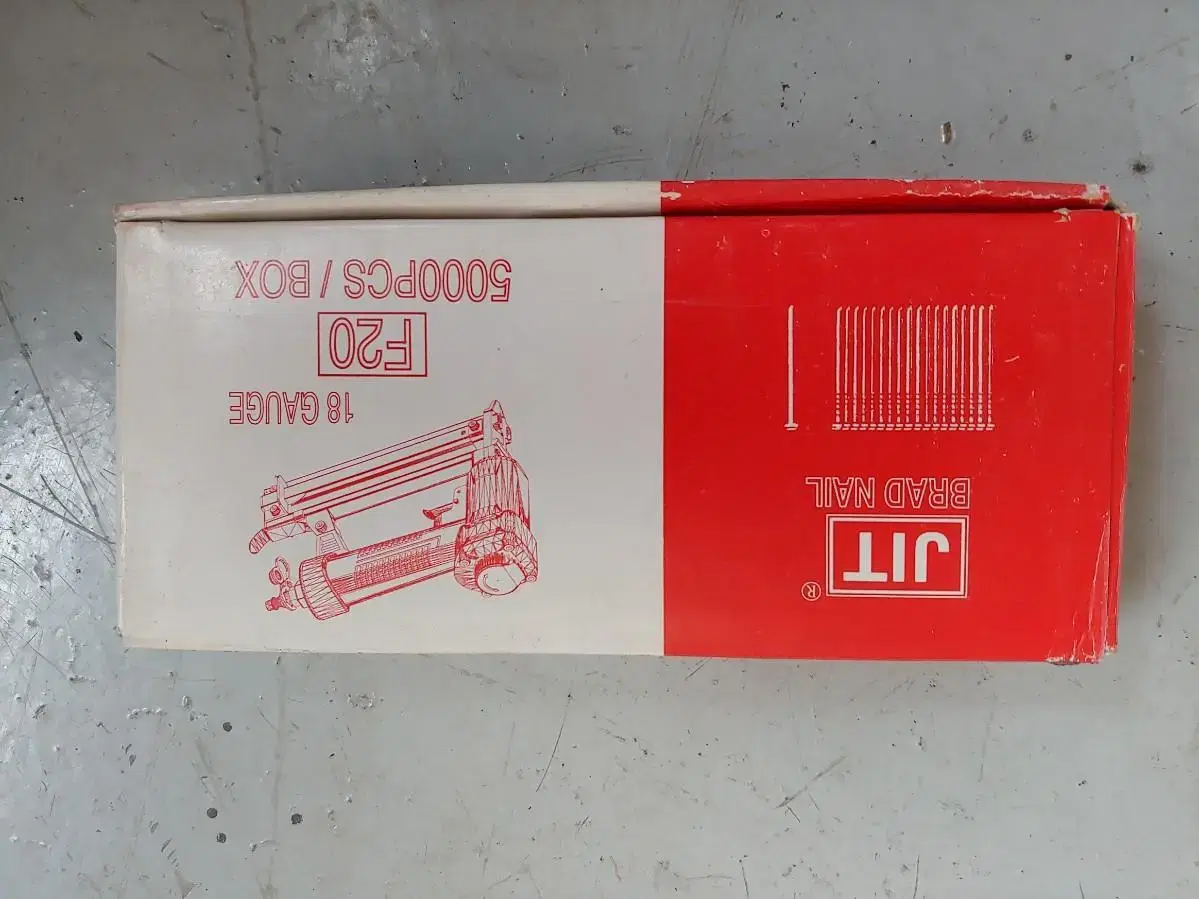 JIT ®
BRAD NAIL
18 GAUGE
F20
5000PCS / BOX